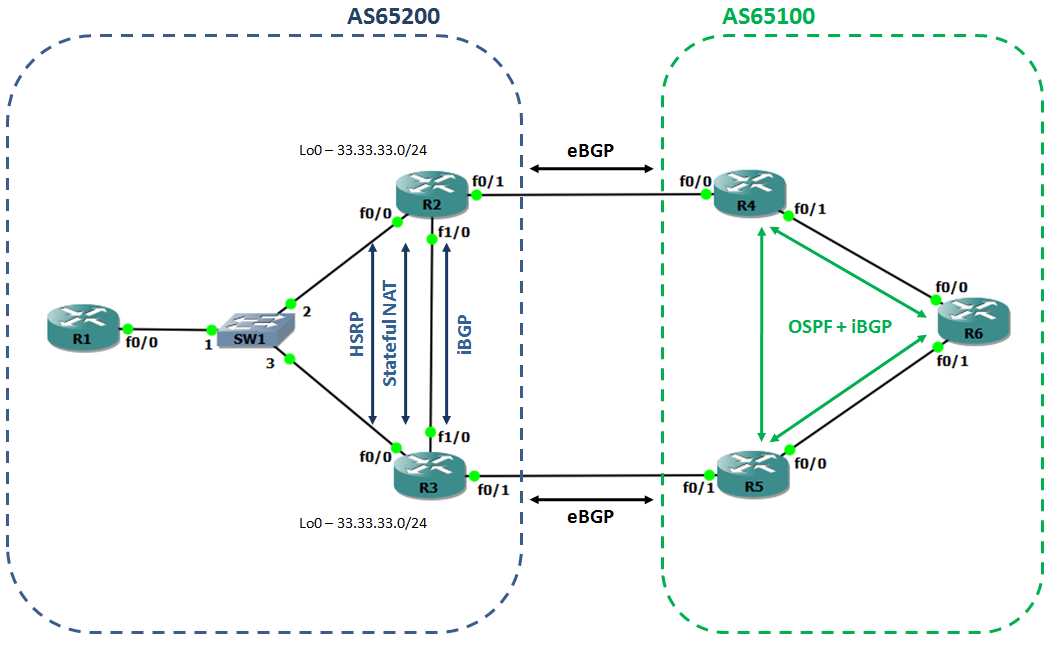 AS65200
AS65100
Lo0 – 33.33.33.0/24
eBGP
R2
f0/1
f0/0
f1/0
f0/0
R4
f0/1
R1
f0/0
1
SW1
2
3
HSRP
Stateful NAT
iBGP
OSPF + iBGP
f0/0
R6
f0/1
f1/0
f0/0
R3
f0/1
f0/1
R5
f0/0
Lo0 – 33.33.33.0/24
eBGP